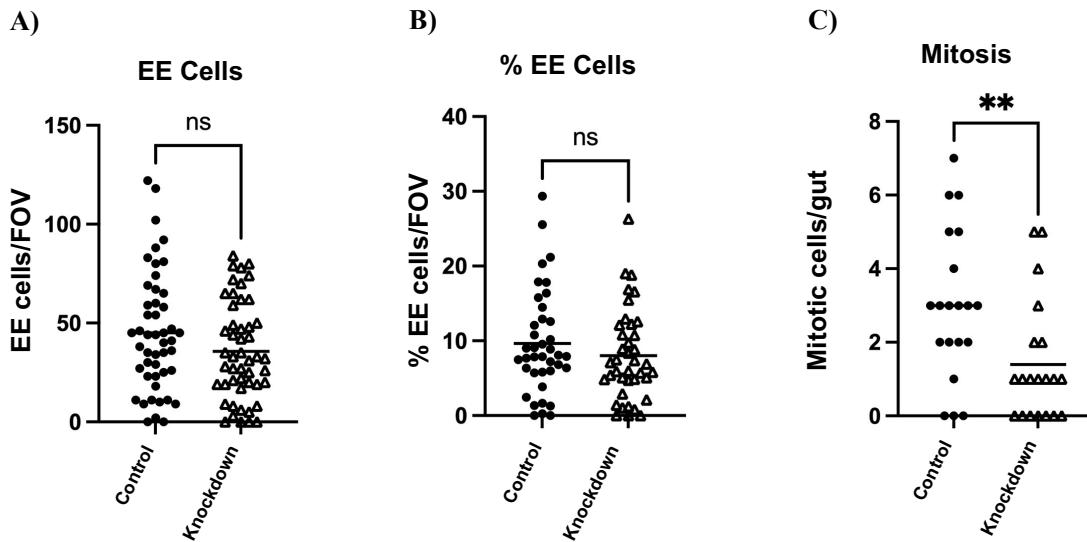 A)
EE Cells
ns
150
100
50
0
EE cells/FOV
Control
Knockdown
B)
% EE Cells
ns
40
30
20
10
0
% EE cells/FOV
Control
Knockdown
C)
Mitosis
**
8
6
4
2
0
Mitotic cells/gut
Control
Knockdown